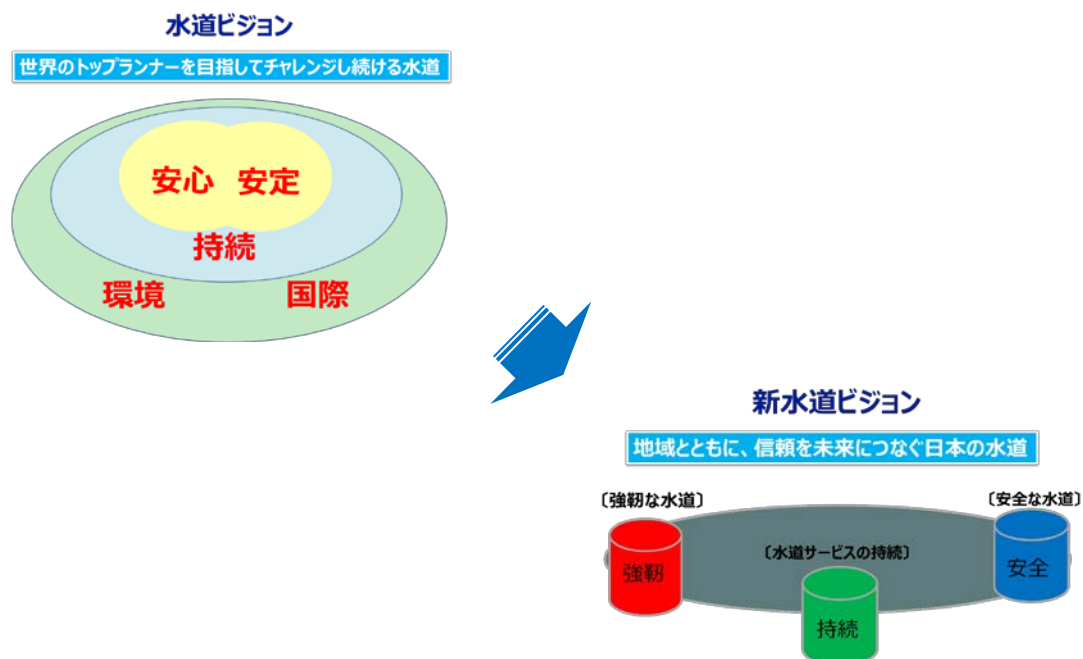 水道ビジョン
世界のトップランナーを目指してチャレンジし続ける水道
安心 安定
持続
環境 国際
新水道ビジョン
地域とともに、信頼を未来につなぐ日本の水道
〔強靭な水道〕 〔安全な水道〕
〔水道サービスの持続〕
強靭 安全
持続